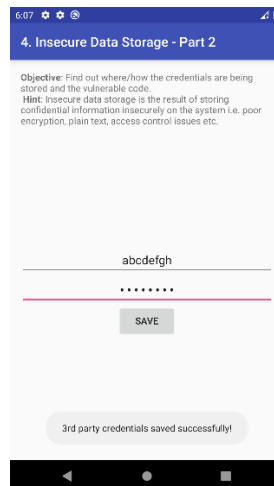 6:07
4. Insecure Data Storage - Part 2
Objective: Find out where/how the credentials are being
stored and the vulnerable code.
Hint: Insecure data storage is the result of storing
confidential information insecurely on the system i.e. poor
encryption, plain text, access control issues etc.
abcdefgh
••••••••
SAVE
3rd party credentials saved successfully!